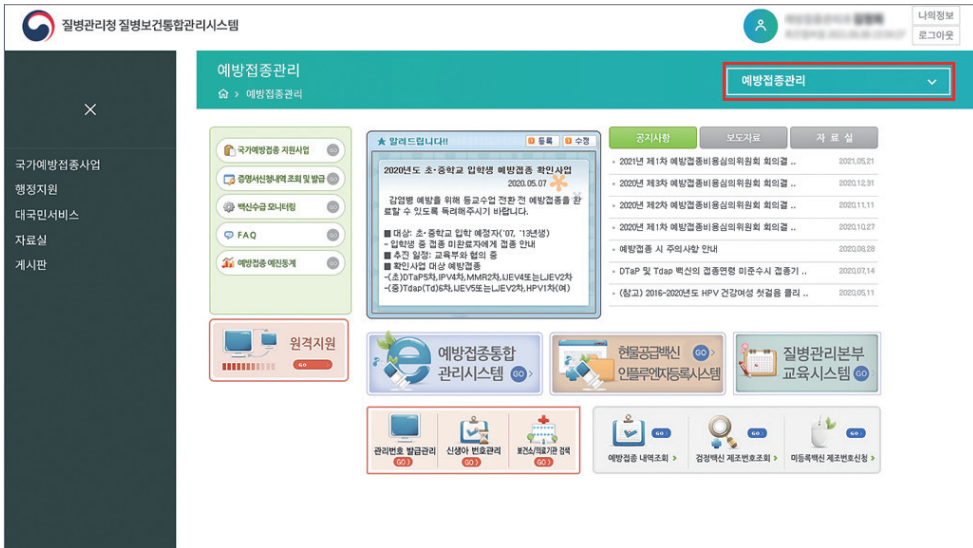 질병관리청 질병보건통합관리시스템
나의정보
로그아웃
예방접종관리
예방접종관리
예방접종관리
국가예방접종사업
행정지원
대국민서비스
자료실
게시판
국가예방접종 지원사업 GO
증명서신청내역 조회 및 발급 GO
백신수급 모니터링 GO
FAQ GO
예방접종 예진통계 GO
원격지원
GO
알려드립니다!!
등록
수정
2020년도 초·중학교 입학생 예방접종 확인사업
2020.05.07
감염병 예방을 위해 등교수업 전환 전 예방접종을 완
료할 수 있도록 독려해주시기 바랍니다.
■ 대상: 초·중학교 입학 예정자('07, '13년생)
- 입학생 중 접종 미완료자에게 접종 안내
■ 추진 일정: 교육부와 협의 중
■ 확인사업 대상 예방접종
-(초)DTaP5차,IPV4차,MMR2차,IJEV4또는LJEV2차
-(중)Tdap(Td)6차,IJEV5또는LJEV2차,HPV1차(여)
공지사항
보도자료
자 료 실
2021년 제1차 예방접종비용심의위원회 회의결 .. 2021.05.21
2020년 제3차 예방접종비용심의위원회 회의결 .. 2020.12.31
2020년 제2차 예방접종비용심의위원회 회의결 .. 2020.11.11
2020년 제1차 예방접종비용심의위원회 회의결 .. 2020.10.27
예방접종 시 주의사항 안내 2020.08.28
DTaP 및 Tdap 백신의 접종연령 미준수시 접종기 .. 2020.07.14
(참고) 2016-2020년도 HPV 건강여성 첫걸음 클리 .. 2020.05.11
예방접종통합
관리시스템 GO
현물공급백신 GO
인플루엔자등록시스템
질병관리본부
교육시스템 GO
관리번호 발급관리
GO
신생아 번호관리
GO
보건소/의료기관 검색
GO
GO
예방접종 내역조회
GO
검정백신 제조번호조회
GO
미등록백신 제조번호신청